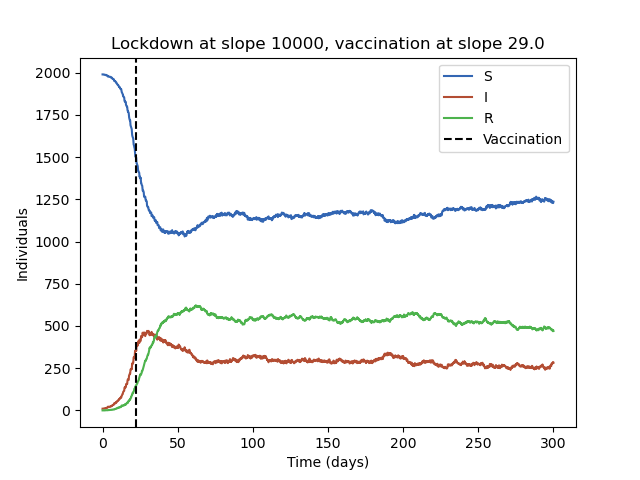 Lockdown at slope 10000, vaccination at slope 29.0
2000
1750
1500
1250
1000
750
500
250
0
Individuals
S
I
R
Vaccination
0
50
100
150
200
250
300
Time (days)